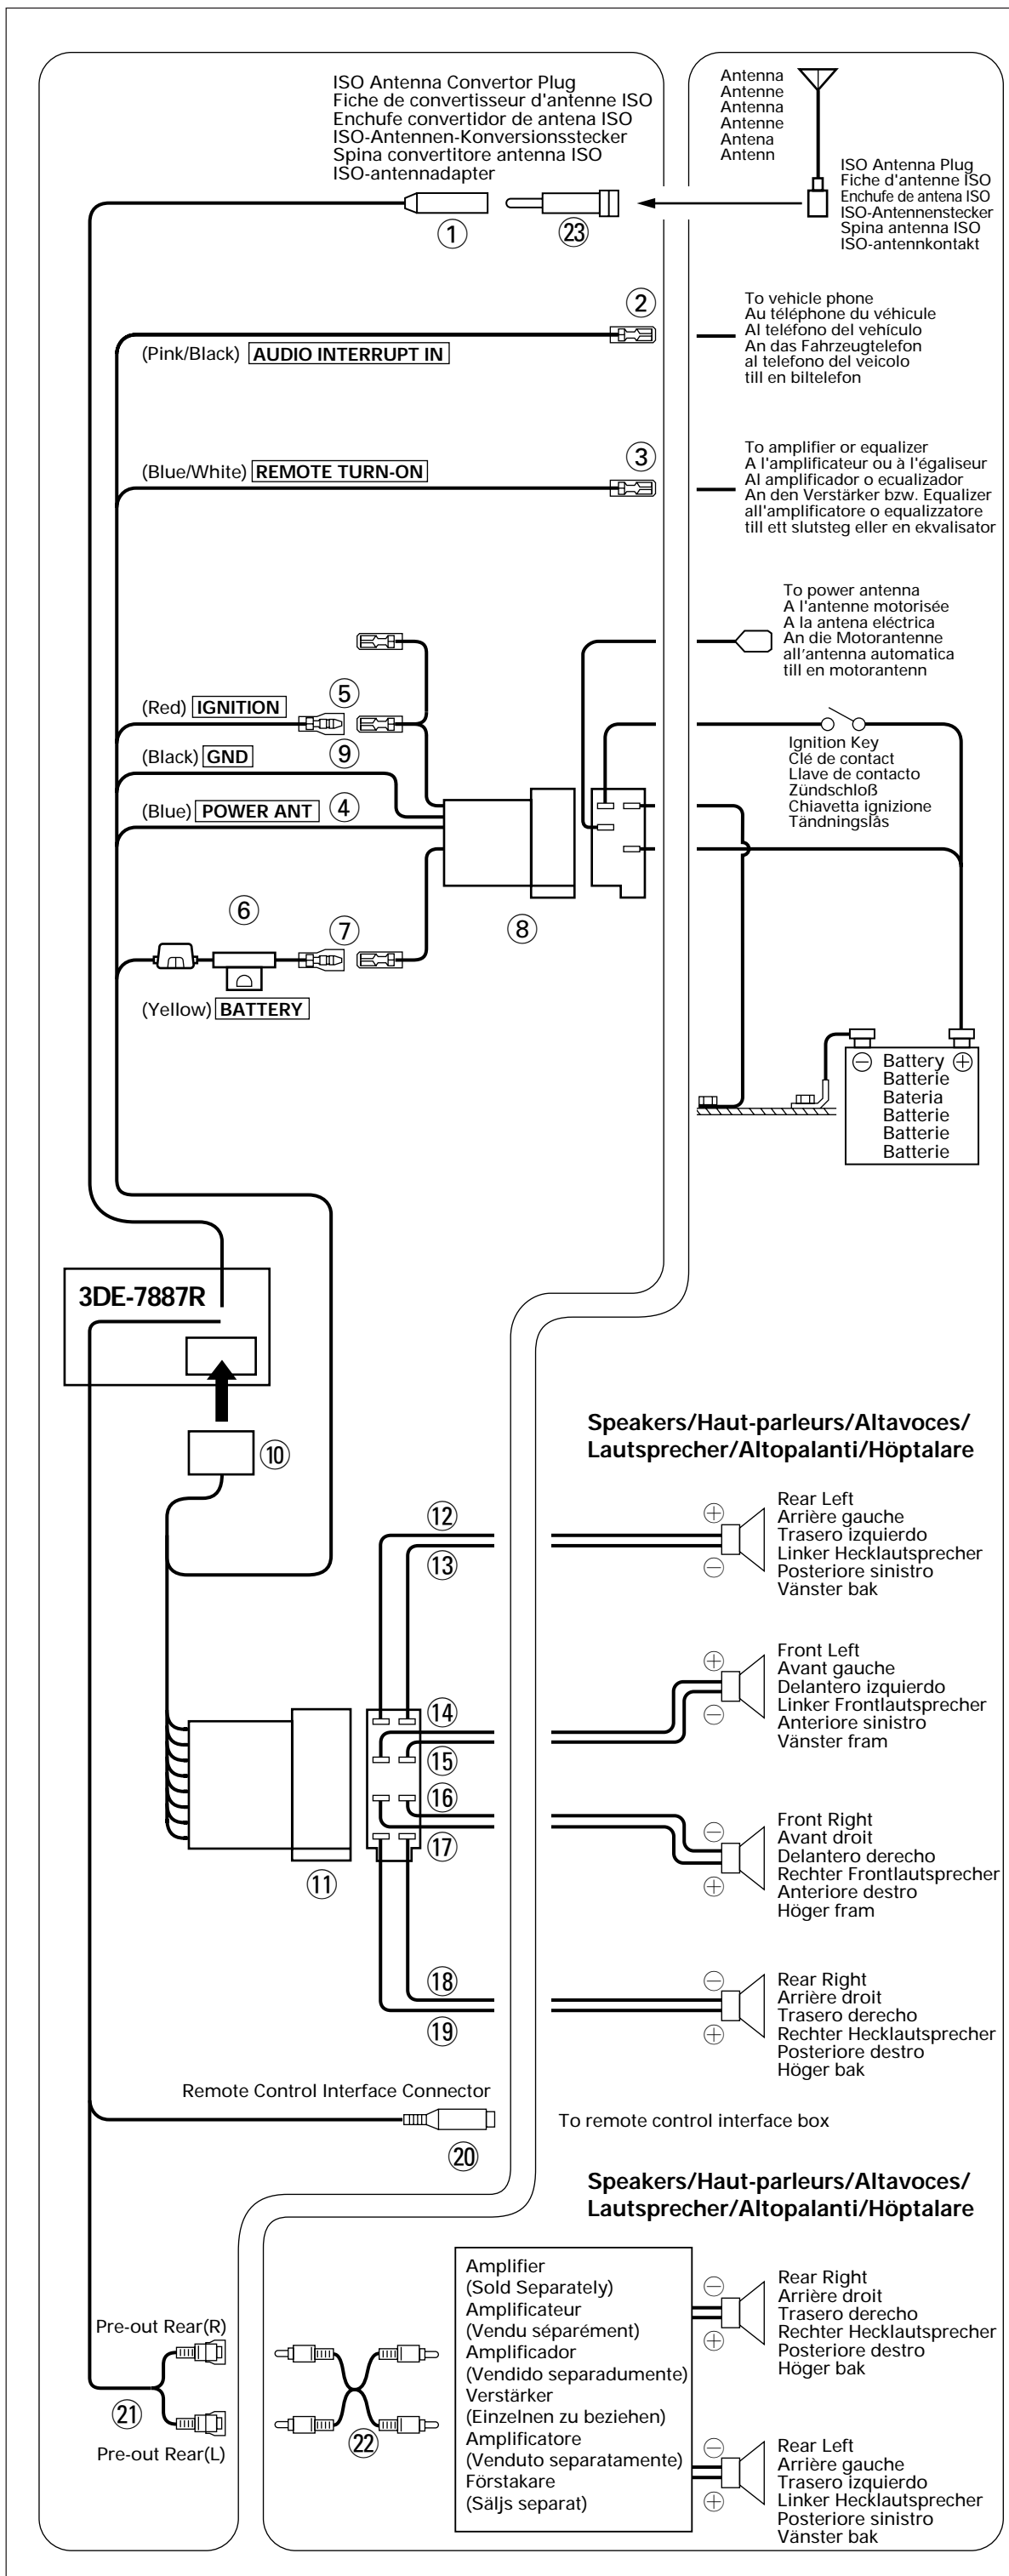 ISO Antenna Convertor Plug
Fiche de convertisseur d'antenne ISO
Enchufe convertidor de antena ISO
ISO-Antennen-Konversionsstecker
Spina convertitore antenna ISO
ISO-antennadapter
Antenna
Antenne
Antenna
Antenne
Antena
Antenn
ISO Antenna Plug
Fiche d'antenne ISO
Enchufe de antena ISO
ISO-Antennenstecker
Spina antenna ISO
ISO-antennkontakt
1
23
2
(Pink/Black) AUDIO INTERRUPT IN
To vehicle phone
Au téléphone du véhicule
Al teléfono del vehículo
An das Fahrzeugtelefon
al telefono del veicolo
till en biltelefon
3
(Blue/White) REMOTE TURN-ON
To amplifier or equalizer
A l'amplificateur ou à l'égaliseur
Al amplificador o ecualizador
An den Verstärker bzw. Equalizer
all'amplificatore o equalizzatore
till ett slutsteg eller en ekvalisator
To power antenna
A l'antenne motorisée
A la antena eléctrica
An die Motorantenne
all'antenna automatica
till en motorantenn
5
(Red) IGNITION
9
(Black) GND
(Blue) POWER ANT 4
Ignition Key
Clé de contact
Llave de contacto
Zündschloß
Chiavetta ignizione
Tändningslås
6
7
8
(Yellow) BATTERY
⊖ Battery ⊕
Batterie
Bateria
Batterie
Batterie
Batterie
3DE-7887R
10
Speakers/Haut-parleurs/Altavoces/
Lautsprecher/Altopalanti/Höptalare
12
13
⊕
⊖
Rear Left
Arrière gauche
Trasero izquierdo
Linker Hecklautsprecher
Posteriore sinistro
Vänster bak
14
15
⊕
⊖
Front Left
Avant gauche
Delantero izquierdo
Linker Frontlautsprecher
Anteriore sinistro
Vänster fram
16
17
11
⊖
⊕
Front Right
Avant droit
Delantero derecho
Rechter Frontlautsprecher
Anteriore destro
Höger fram
18
19
⊖
⊕
Rear Right
Arrière droit
Trasero derecho
Rechter Hecklautsprecher
Posteriore destro
Höger bak
Remote Control Interface Connector
20
To remote control interface box
Speakers/Haut-parleurs/Altavoces/
Lautsprecher/Altopalanti/Höptalare
Pre-out Rear(R)
21
Pre-out Rear(L)
22
Amplifier
(Sold Separately)
Amplificateur
(Vendu séparément)
Amplificador
(Vendido separadumente)
Verstärker
(Einzelnen zu beziehen)
Amplificatore
(Venduto separatamente)
Förstakare
(Säljs separat)
⊖
⊕
Rear Right
Arrière droit
Trasero derecho
Rechter Hecklautsprecher
Posteriore destro
Höger bak
⊖
⊕
Rear Left
Arrière gauche
Trasero izquierdo
Linker Hecklautsprecher
Posteriore sinistro
Vänster bak